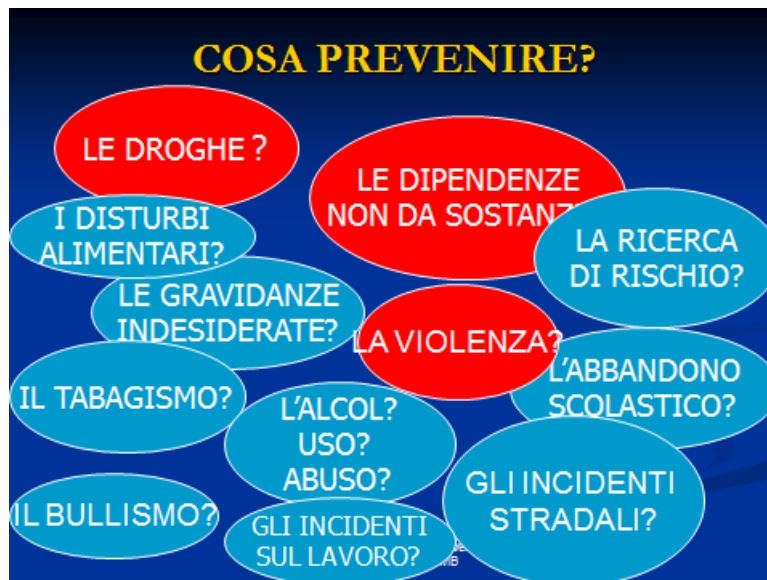 COSA PREVENIRE?
LE DROGHE ?
LE DIPENDENZE
NON DA SOSTANZ
I DISTURBI
ALIMENTARI?
LA RICERCA
DI RISCHIO?
LE GRAVIDANZE
INDESIDERATE?
LA VIOLENZA?
L'ABBANDONO
SCOLASTICO?
IL TABAGISMO?
L'ALCOL?
USO?
ABUSO?
GLI INCIDENTI
STRADALI?
IL BULLISMO?
GLI INCIDENTI
SUL LAVORO?